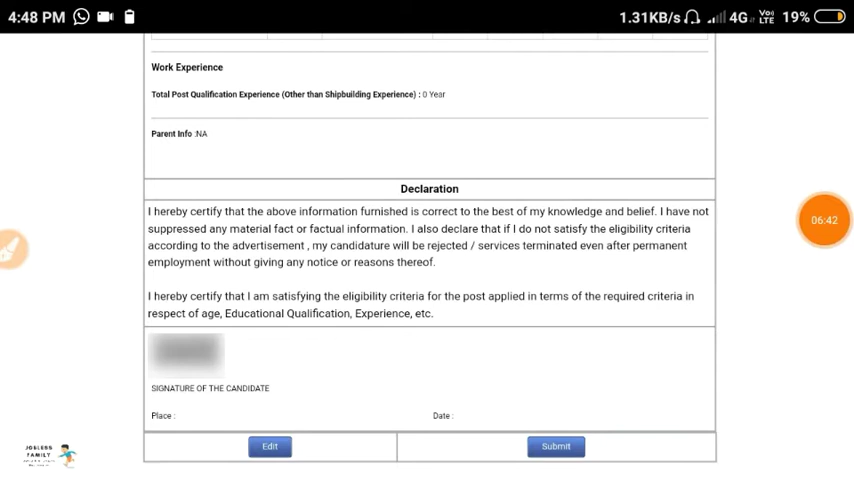 4:48 PM
1.31KB/s 4G Vo) LTE 19%
Work Experience
Total Post Qualification Experience (Other than Shipbuilding Experience) : 0 Year
Parent Info :NA
06:42
Declaration
I hereby certify that the above information furnished is correct to the best of my knowledge and belief. I have not
suppressed any material fact or factual information. I also declare that if I do not satisfy the eligibility criteria
according to the advertisement , my candidature will be rejected / services terminated even after permanent
employment without giving any notice or reasons thereof.
I hereby certify that I am satisfying the eligibility criteria for the post applied in terms of the required criteria in
respect of age, Educational Qualification, Experience, etc.
SIGNATURE OF THE CANDIDATE
Place :
Date :
Edit
Submit
JOBLESS
FAMILY